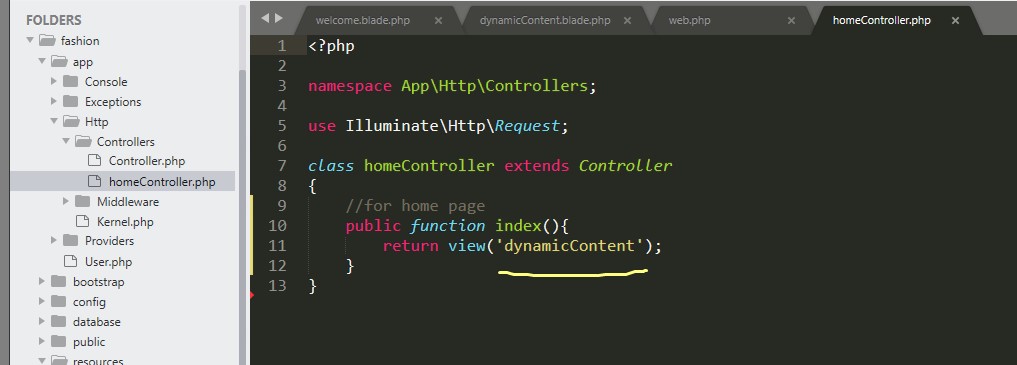 FOLDERS
fashion
app
Console
Exceptions
Http
Controllers
Controller.php
homeController.php
Middleware
Kernel.php
Providers
User.php
bootstrap
config
database
public
resources
welcome.blade.php × dynamicContent.blade.php × web.php × homeController.php ×
1 <?php
2
3 namespace App\Http\Controllers;
4
5 use Illuminate\Http\Request;
6
7 class homeController extends Controller
8 {
9 //for home page
10 public function index(){
11 return view('dynamicContent');
12 }
13 }